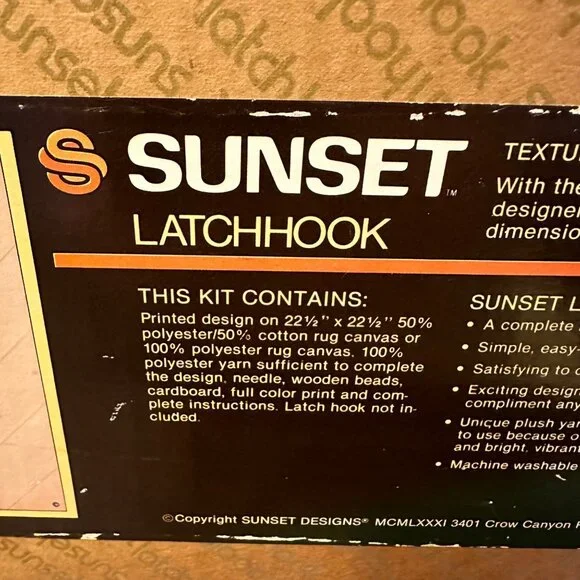 SUNSET™
LATCHHOOK
THIS KIT CONTAINS:
Printed design on 22½" x 22½" 50%
polyester/50% cotton rug canvas or
100% polyester rug canvas, 100%
polyester yarn sufficient to complete
the design, needle, wooden beads,
cardboard, full color print and com-
plete instructions. Latch hook not in-
cluded.
With the
designer
dimensio
SUNSET L
• A complete
• Simple, easy-
• Satisfying to
• Exciting design
compliment any
• Unique plush yar
to use because o
and bright, vibrant
• Machine washable
©Copyright SUNSET DESIGNS® MCMLXXXI 3401 Crow Canyon